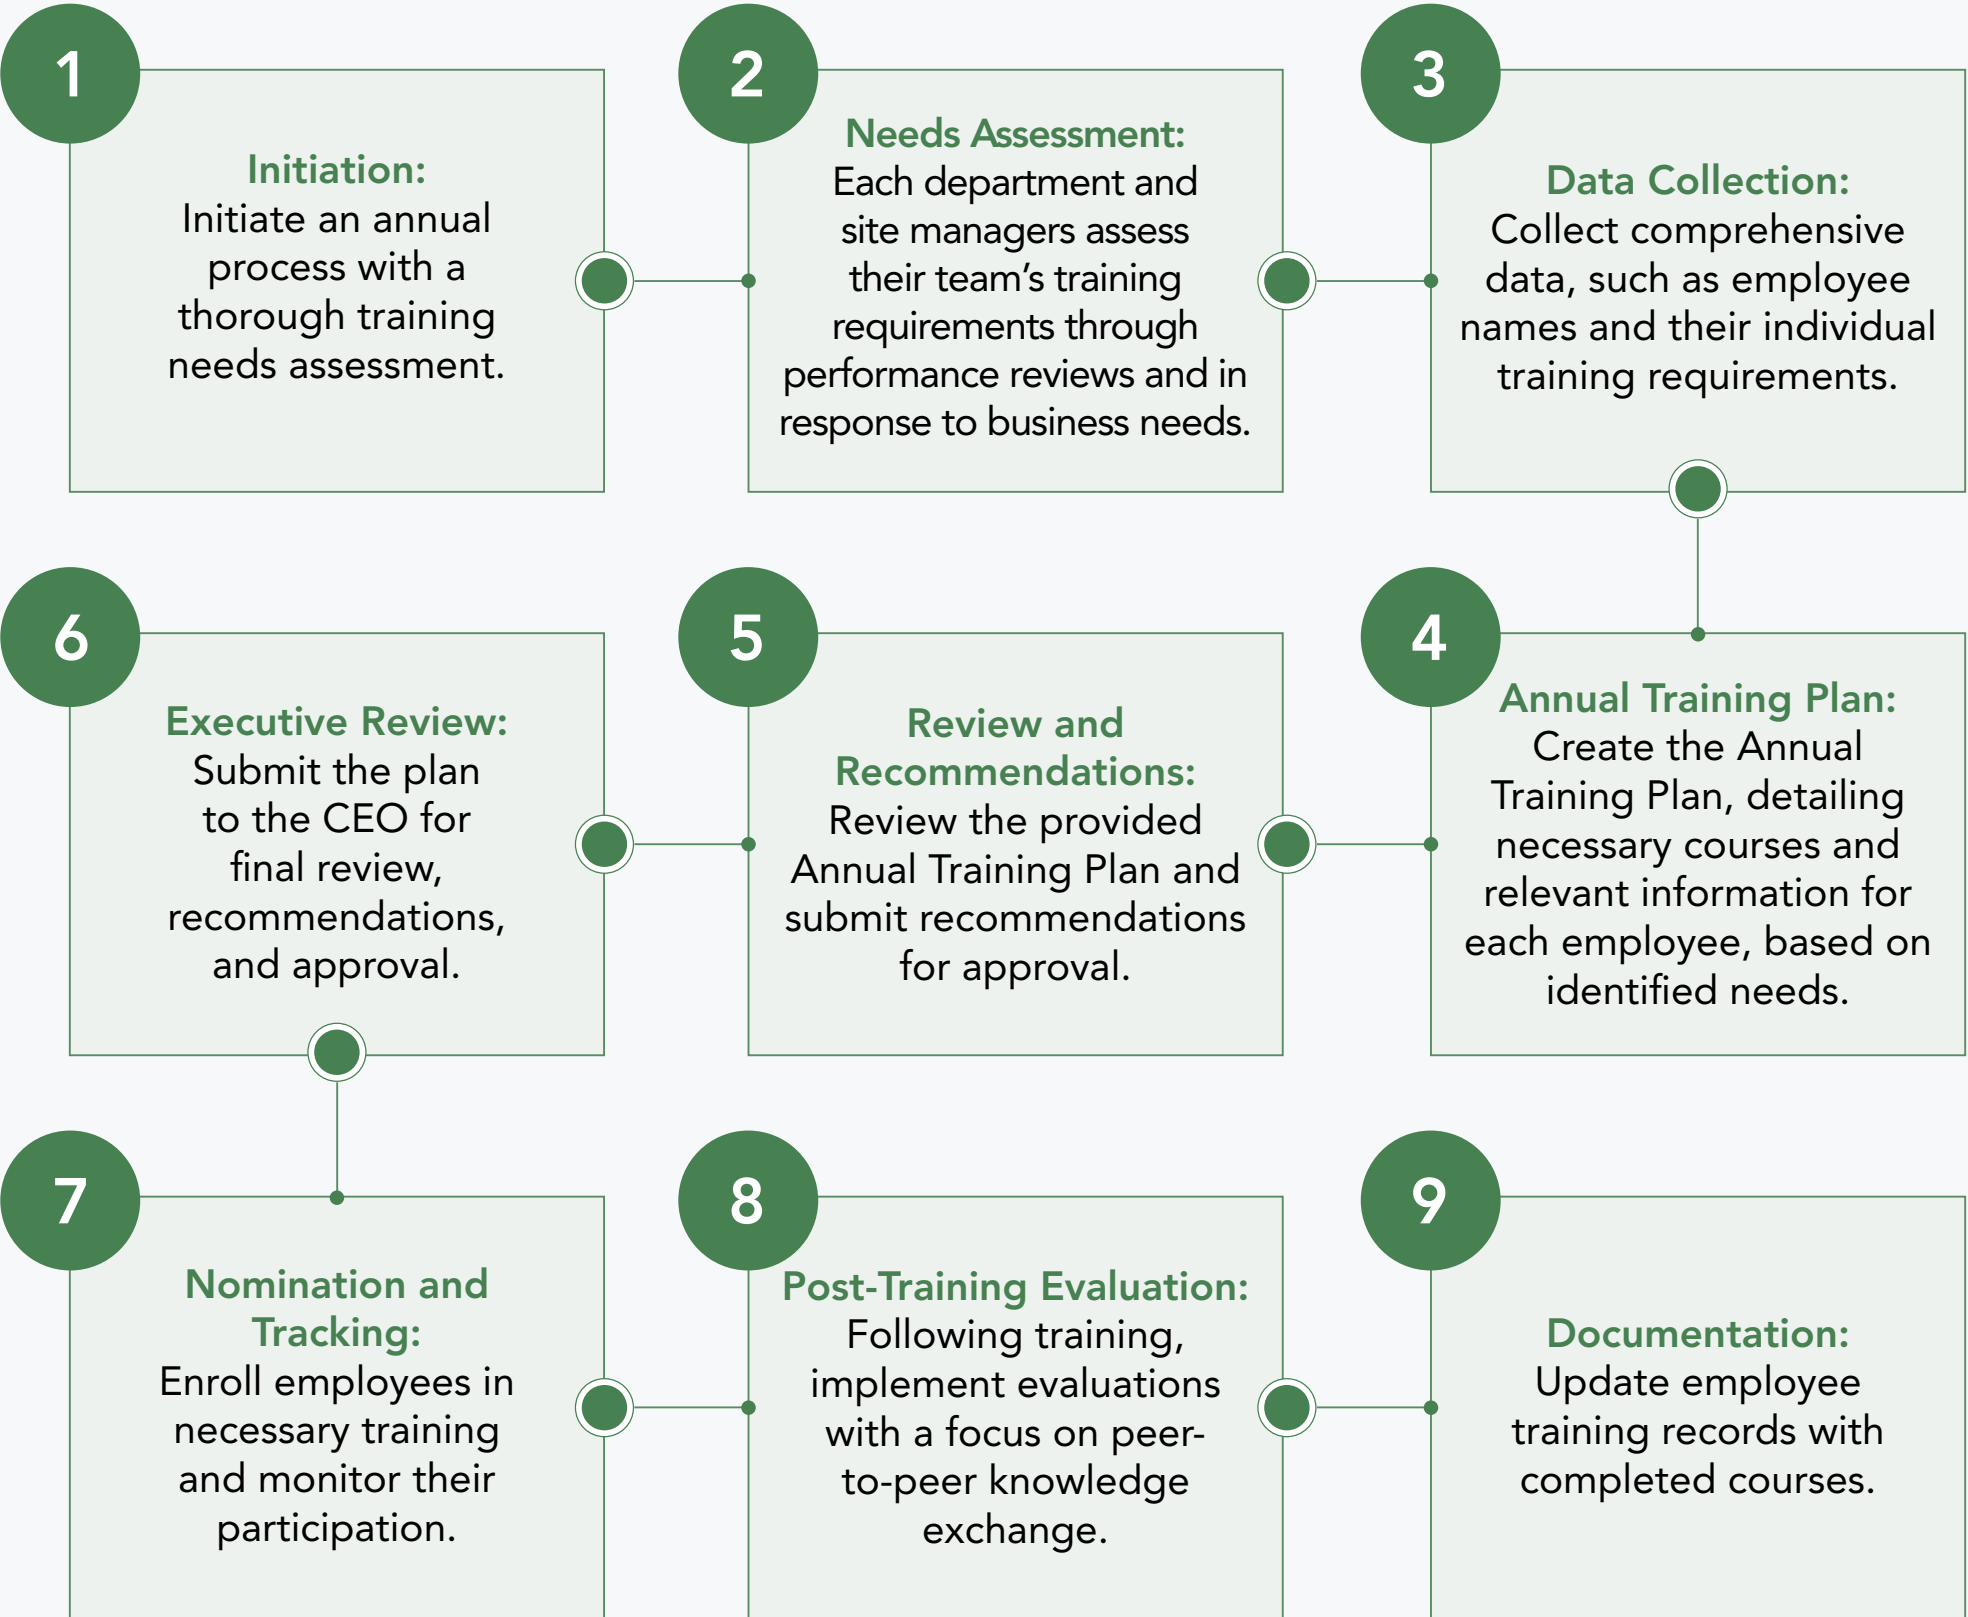 1
Initiation:
Initiate an annual
process with a
thorough training
needs assessment.
2
Needs Assessment:
Each department and
site managers assess
their team’s training
requirements through
performance reviews and in
response to business needs.
3
Data Collection:
Collect comprehensive
data, such as employee
names and their individual
training requirements.
4
Annual Training Plan:
Create the Annual
Training Plan, detailing
necessary courses and
relevant information for
each employee, based on
identified needs.
5
Review and
Recommendations:
Review the provided
Annual Training Plan and
submit recommendations
for approval.
6
Executive Review:
Submit the plan
to the CEO for
final review,
recommendations,
and approval.
7
Nomination and
Tracking:
Enroll employees in
necessary training
and monitor their
participation.
8
Post-Training Evaluation:
Following training,
implement evaluations
with a focus on peer-
to-peer knowledge
exchange.
9
Documentation:
Update employee
training records with
completed courses.